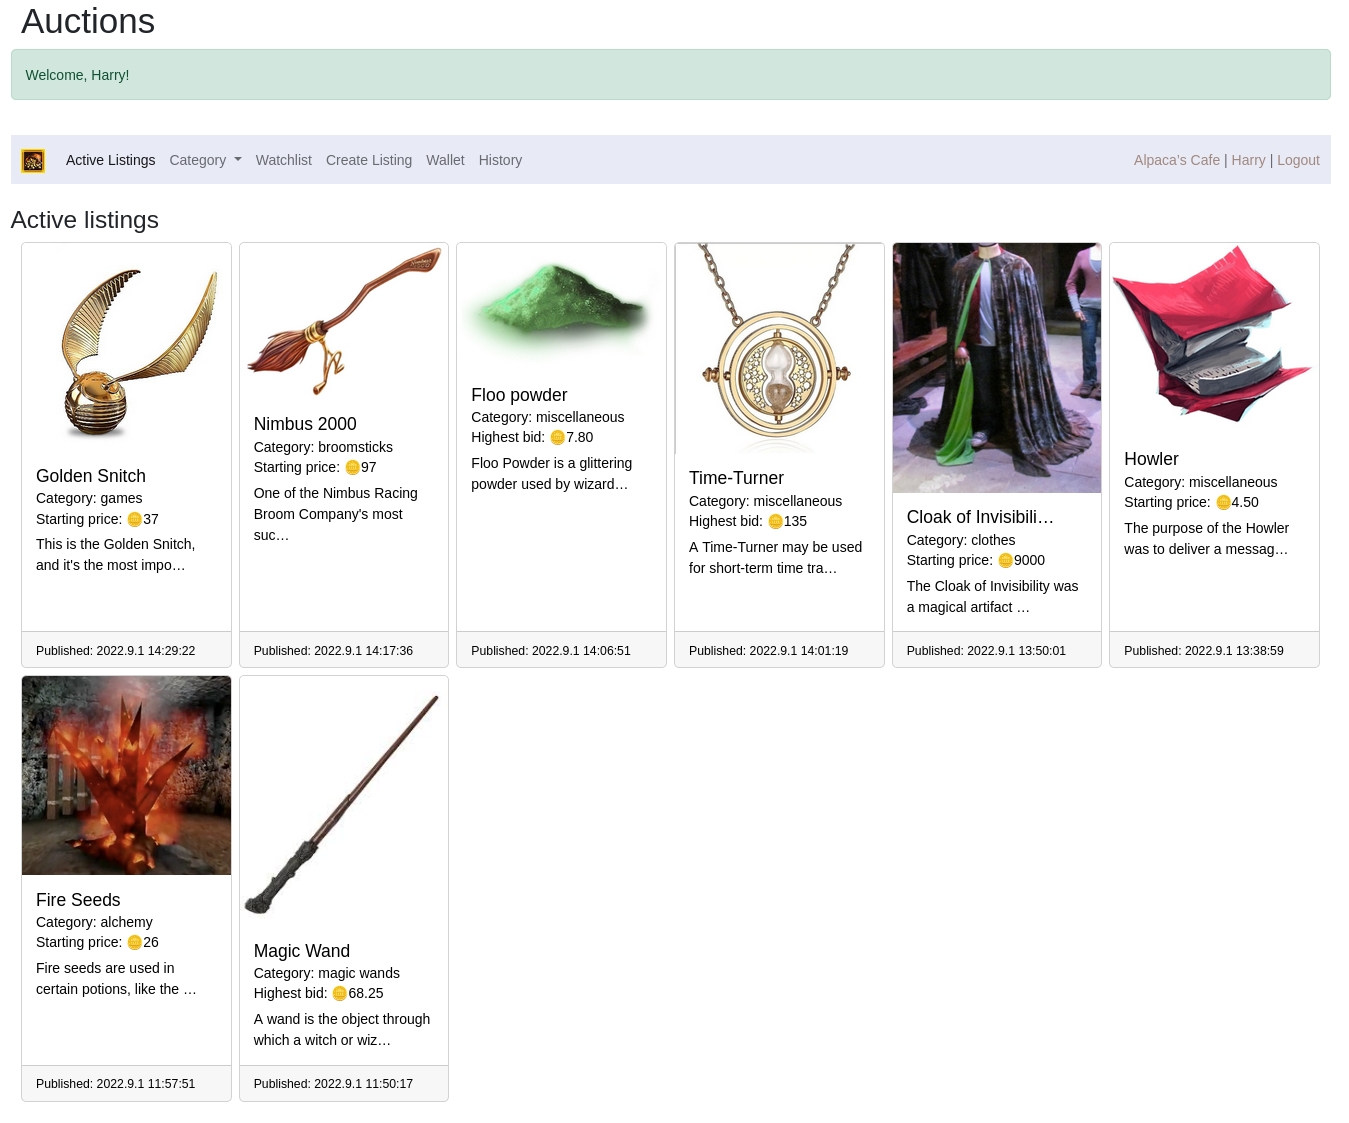 Auctions
Welcome, Harry!
Active Listings Category Watchlist Create Listing Wallet History Alpaca's Cafe | Harry | Logout
Active listings
Golden Snitch
Category: games
Starting price: 🪙37
This is the Golden Snitch,
and it's the most impo…
Published: 2022.9.1 14:29:22
Nimbus 2000
Category: broomsticks
Starting price: 🪙97
One of the Nimbus Racing
Broom Company's most
suc…
Published: 2022.9.1 14:17:36
Floo powder
Category: miscellaneous
Highest bid: 🪙7.80
Floo Powder is a glittering
powder used by wizard…
Published: 2022.9.1 14:06:51
Time-Turner
Category: miscellaneous
Highest bid: 🪙135
A Time-Turner may be used
for short-term time tra…
Published: 2022.9.1 14:01:19
Cloak of Invisibili…
Category: clothes
Starting price: 🪙9000
The Cloak of Invisibility was
a magical artifact …
Published: 2022.9.1 13:50:01
Howler
Category: miscellaneous
Starting price: 🪙4.50
The purpose of the Howler
was to deliver a messag…
Published: 2022.9.1 13:38:59
Fire Seeds
Category: alchemy
Starting price: 🪙26
Fire seeds are used in
certain potions, like the …
Published: 2022.9.1 11:57:51
Magic Wand
Category: magic wands
Highest bid: 🪙68.25
A wand is the object through
which a witch or wiz…
Published: 2022.9.1 11:50:17